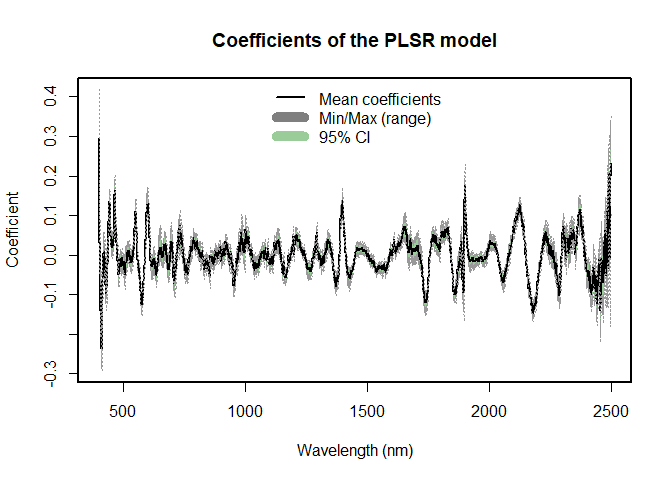 Coefficients of the PLSR model
Mean coefficients
Min/Max (range)
95% CI
Coefficient
0.4
0.3
0.2
0.1
0.0
-0.1
-0.3
500 1000 1500 2000 2500
Wavelength (nm)